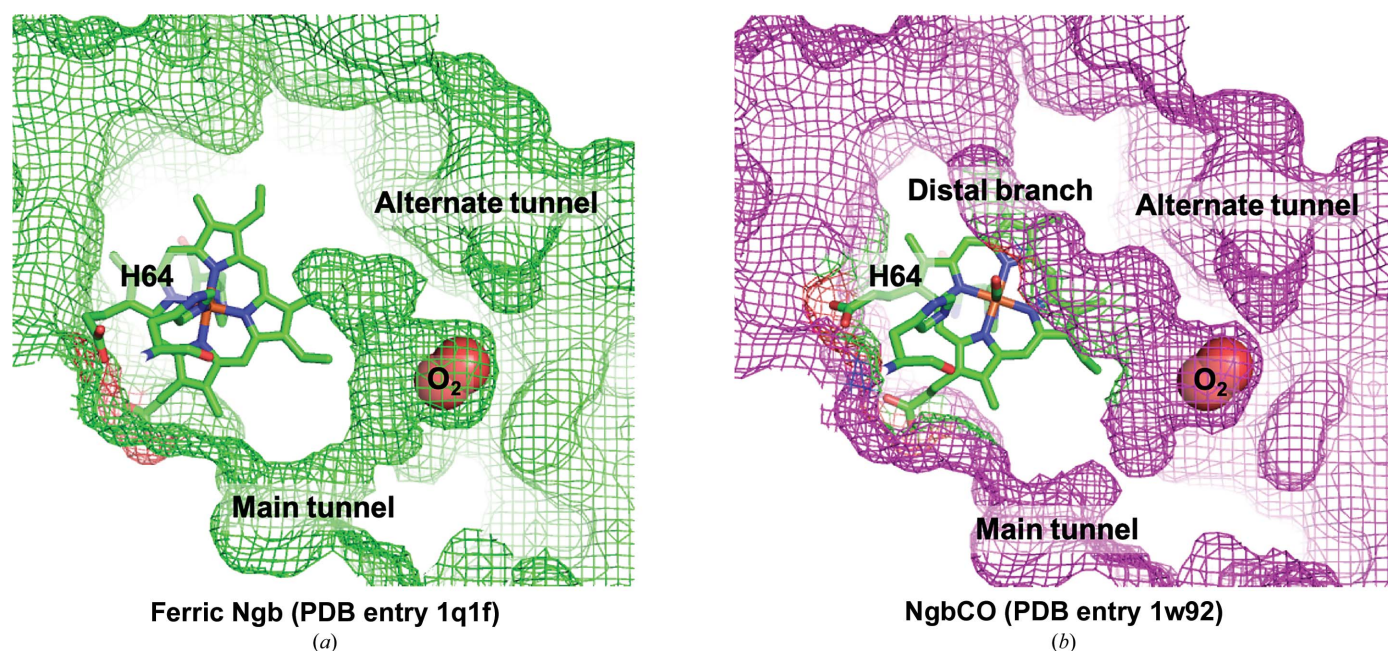 Alternate tunnel
H64
O2
Main tunnel
Ferric Ngb (PDB entry 1q1f)
(a)
Distal branch
Alternate tunnel
H64
O2
Main tunnel
NgbCO (PDB entry 1w92)
(b)